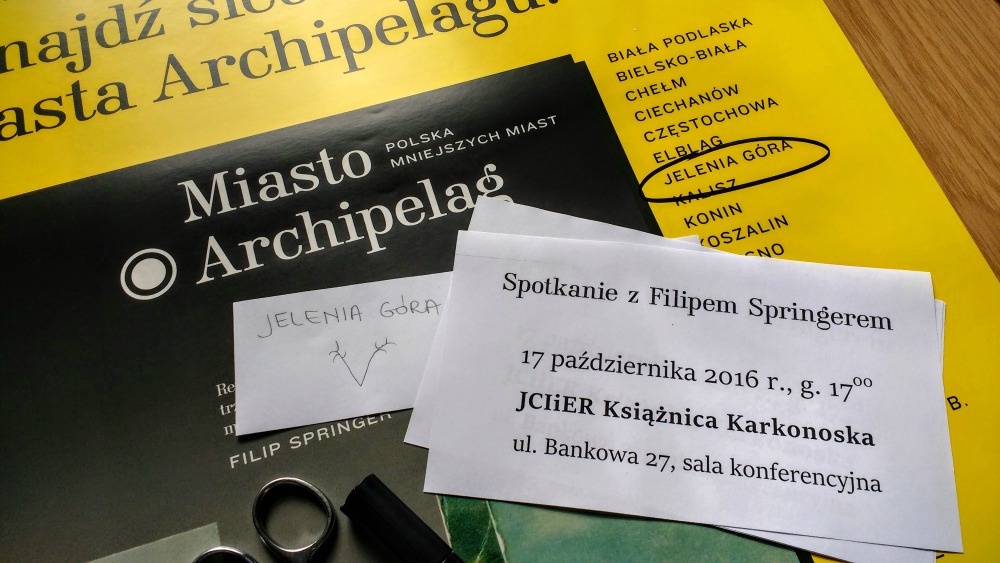 najdź
asta Archipelagu.
BIAŁA PODLASKA
BIELSKO-BIAŁA
CHEŁM
CIECHANÓW
CZĘSTOCHOWA
ELBLĄG
JELENIA GÓRA
KALISZ
KONIN
KOSZALIN
SNO
B.
Miasto
Archipelag
POLSKA
MNIEJSZYCH MIAST
JELENIA GÓRA
Re
FILIP SPRINGER
Spotkanie z Filipem Springerem
17 października 2016 r., g. 17⁰⁰
JCIiER Książnica Karkonoska
ul. Bankowa 27, sala konferencyjna